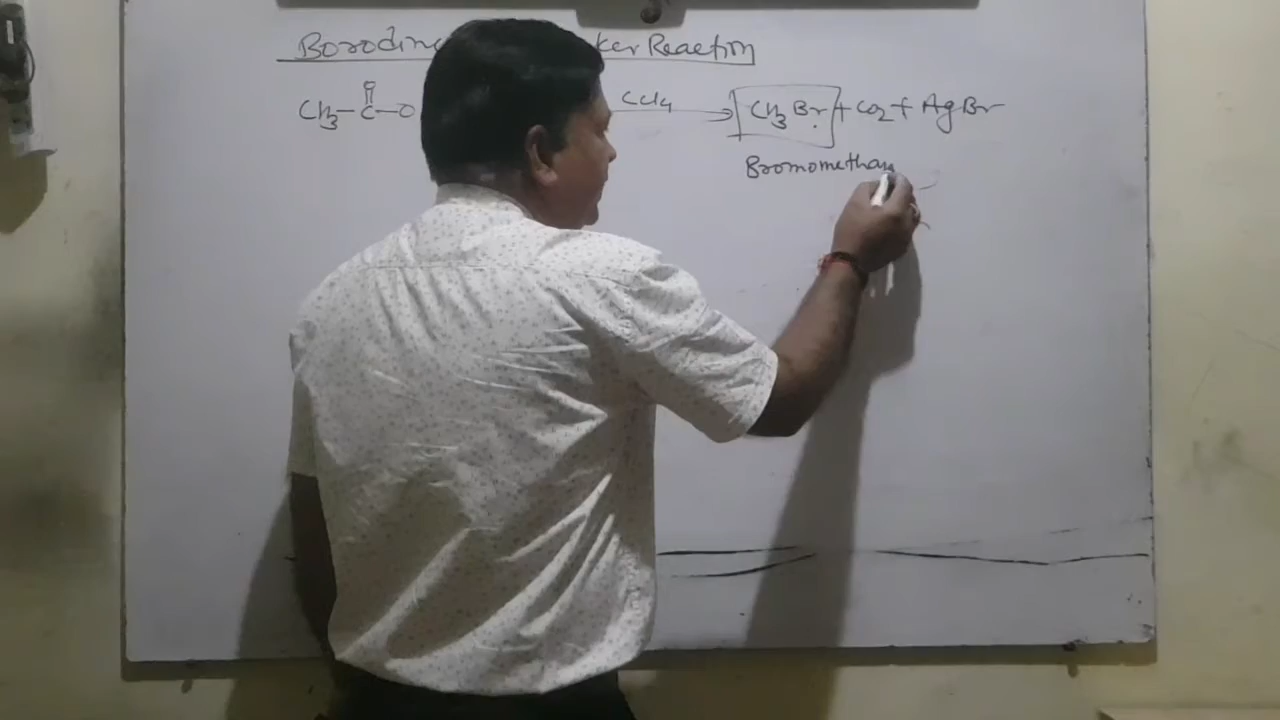 Borodine ker Reaction
O
CH3-C-O CCl4 → CH3Br + CO2 + AgBr
Bromomethan